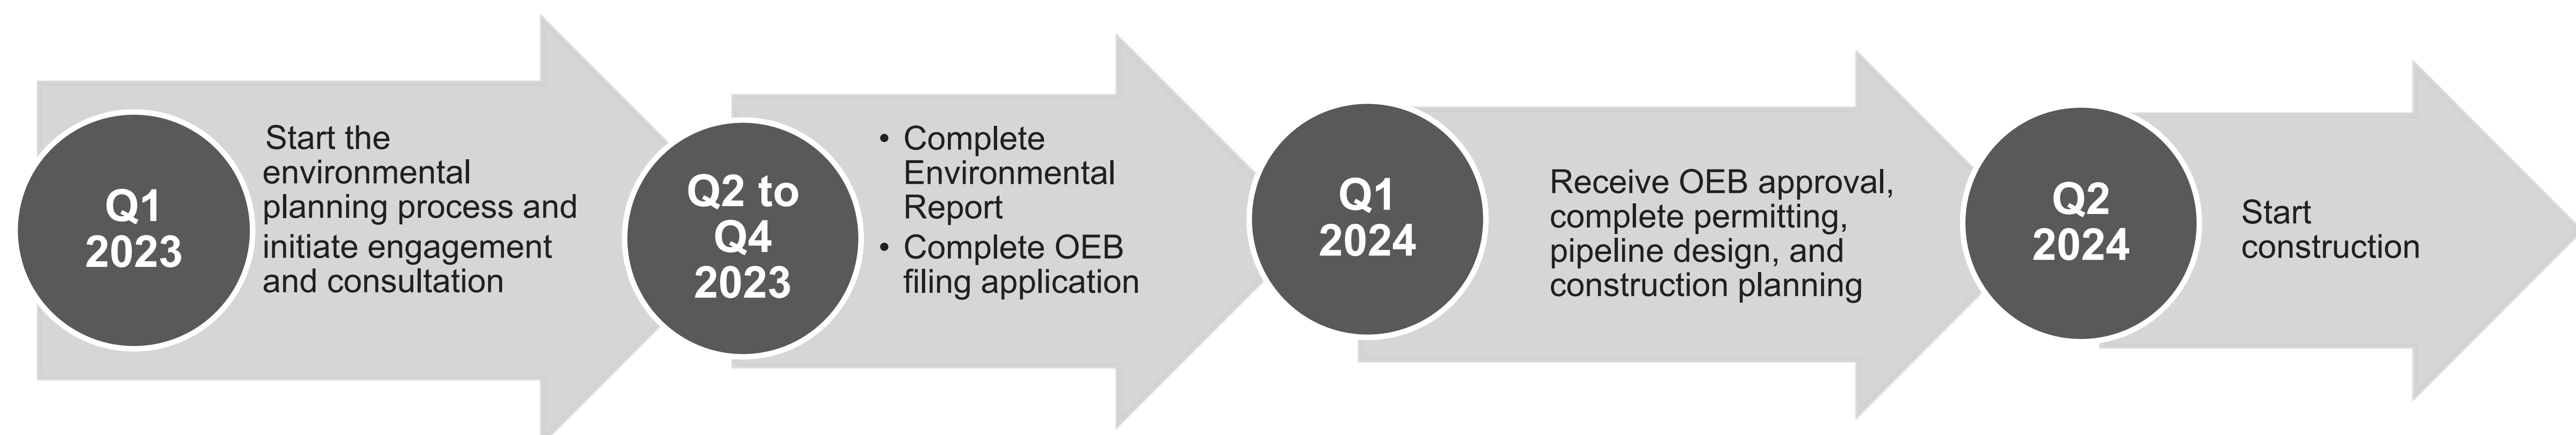 Q1
2023
Start the
environmental
planning process and
initiate engagement
and consultation
Q2 to
Q4
2023
• Complete
Environmental
Report
• Complete OEB
filing application
Q1
2024
Receive OEB approval,
complete permitting,
pipeline design, and
construction planning
Q2
2024
Start
construction